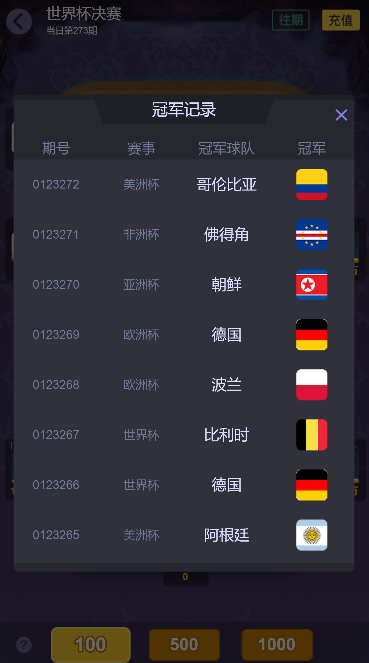 世界杯决赛
当日第273期
往期
充值
冠军记录
期号 赛事 冠军球队 冠军
0123272 美洲杯 哥伦比亚
0123271 非洲杯 佛得角
0123270 亚洲杯 朝鲜
0123269 欧洲杯 德国
0123268 欧洲杯 波兰
0123267 世界杯 比利时
0123266 世界杯 德国
0123265 美洲杯 阿根廷
0
? 100 500 1000